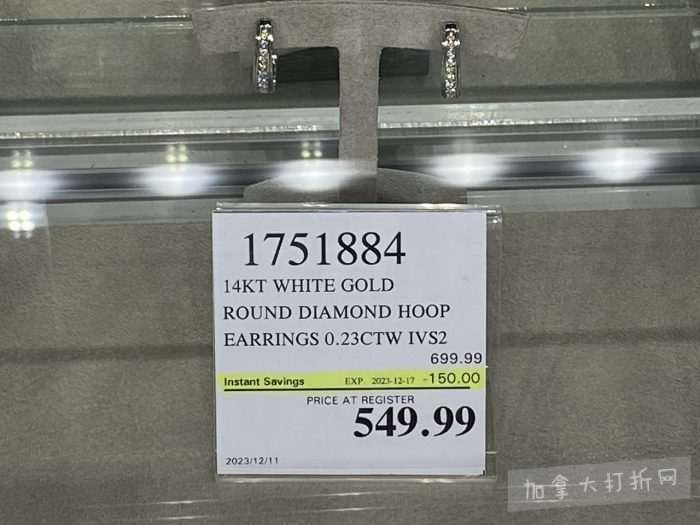 1751884
14KT WHITE GOLD
ROUND DIAMOND HOOP
EARRINGS 0.23CTW IVS2
699.99
Instant Savings EXP 2023-12-17 -150.00
PRICE AT REGISTER
549.99
2023/12/11
加拿大打折网